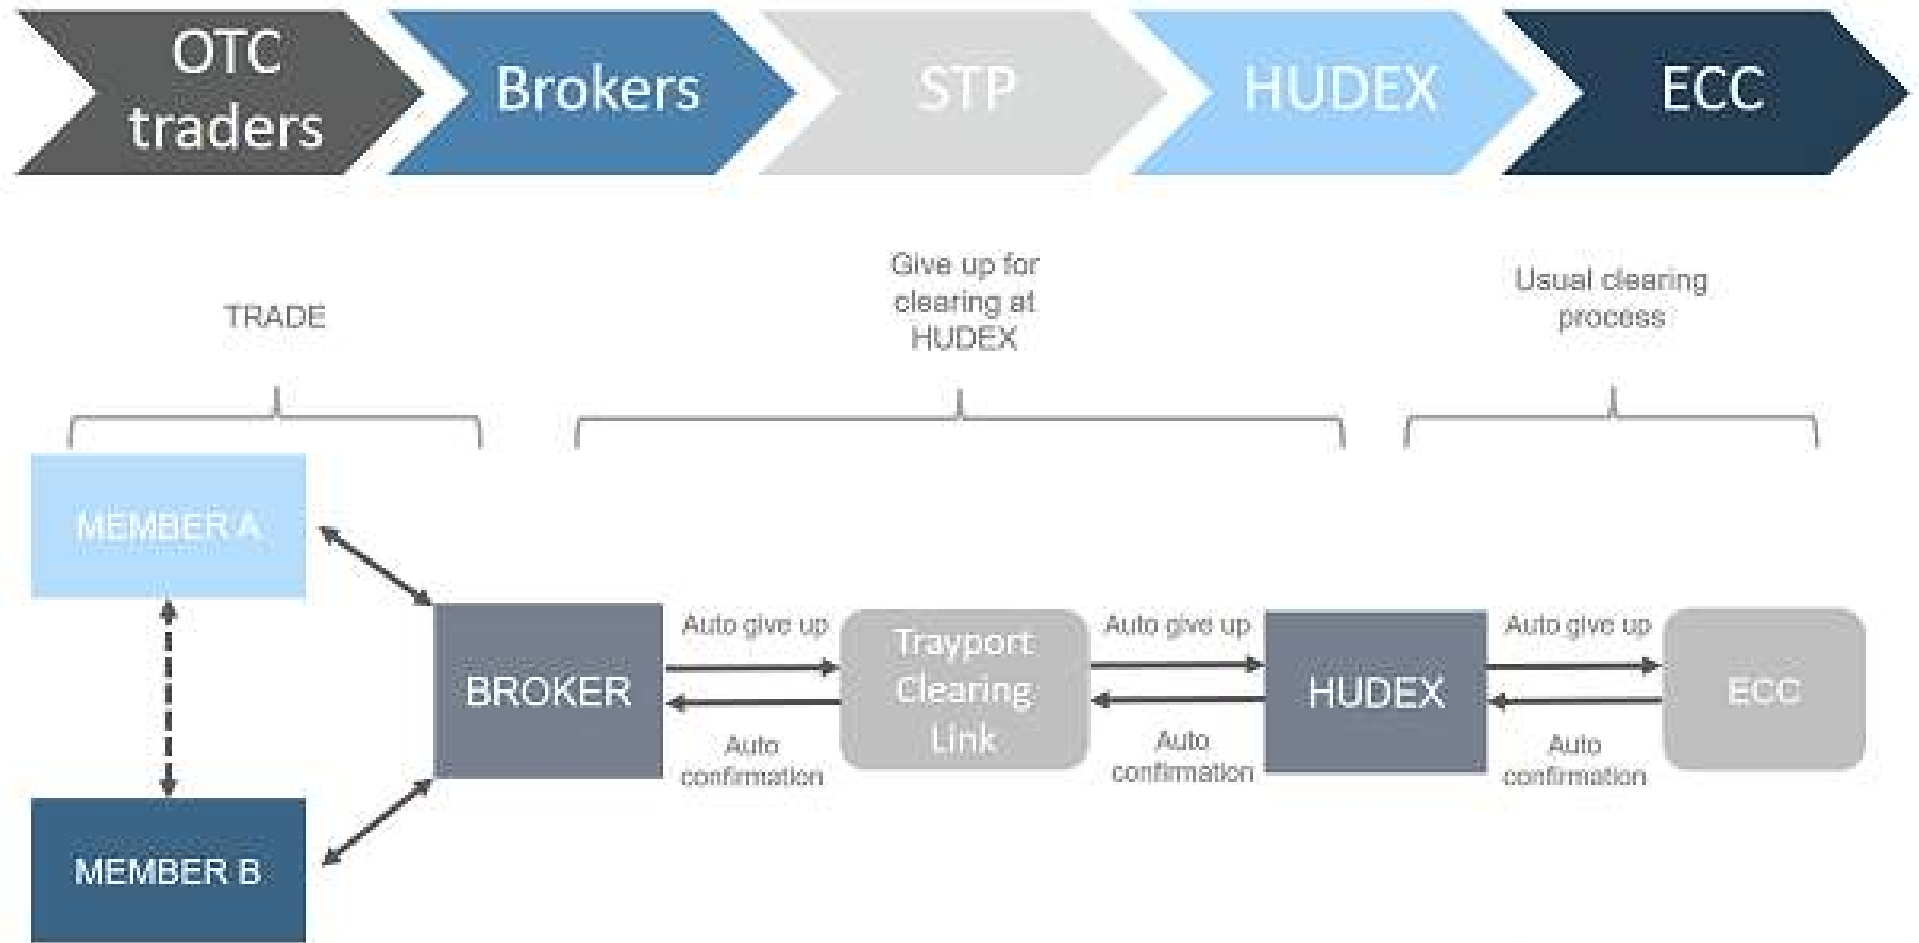 OTC
traders
Brokers
STP
HUDEX
ECC
TRADE
Give up for
clearing at
HUDEX
Usual clearing
process
MEMBER A
MEMBER B
BROKER
Auto give up
Auto
confirmation
Trayport
Clearing
Link
Auto give up
Auto
confirmation
HUDEX
Auto give up
Auto
confirmation
ECC